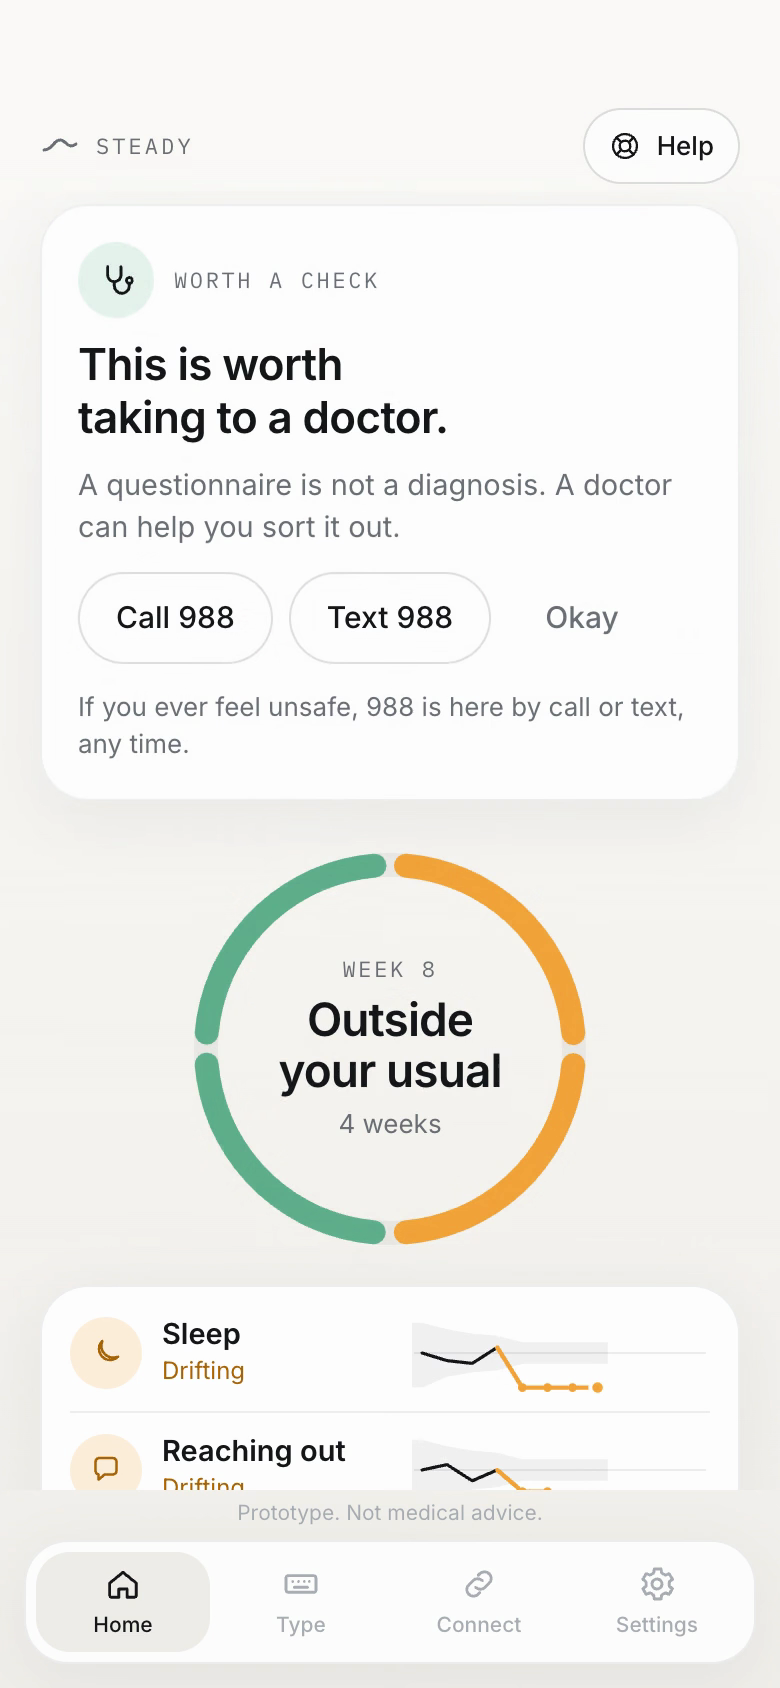 STEADY
Help
WORTH A CHECK
This is worth
taking to a doctor.
A questionnaire is not a diagnosis. A doctor
can help you sort it out.
Call 988
Text 988
Okay
If you ever feel unsafe, 988 is here by call or text,
any time.
WEEK 8
Outside
your usual
4 weeks
Sleep
Drifting
Reaching out
Drifting
Prototype. Not medical advice.
Home
Type
Connect
Settings